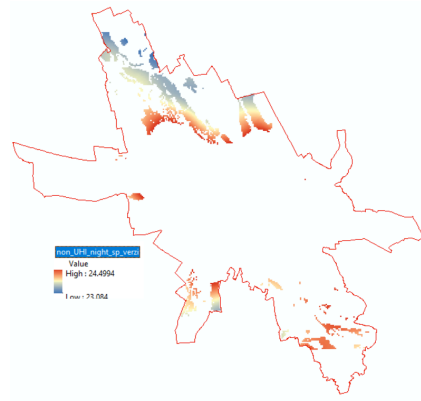 non_UHI_night_sp_verzi
Value
High : 24.4994
Low : 23.084